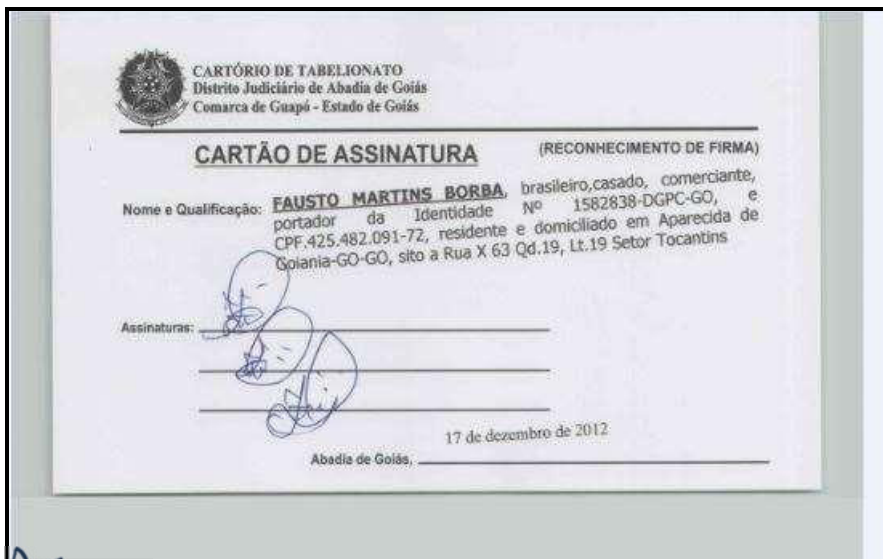 CARTÓRIO DE TABELIONATO
Distrito Judiciário de Abadia de Goiás
Comarca de Guapó - Estado de Goiás
CARTÃO DE ASSINATURA (RECONHECIMENTO DE FIRMA)
Nome e Qualificação: FAUSTO MARTINS BORBA, brasileiro,casado, comerciante,
portador da Identidade Nº 1582838-DGPC-GO, e
CPF.425.482.091-72, residente e domiciliado em Aparecida de
Goiania-GO-GO, sito a Rua X 63 Qd.19, Lt.19 Setor Tocantins
Assinaturas:
17 de dezembro de 2012
Abadia de Goiás,